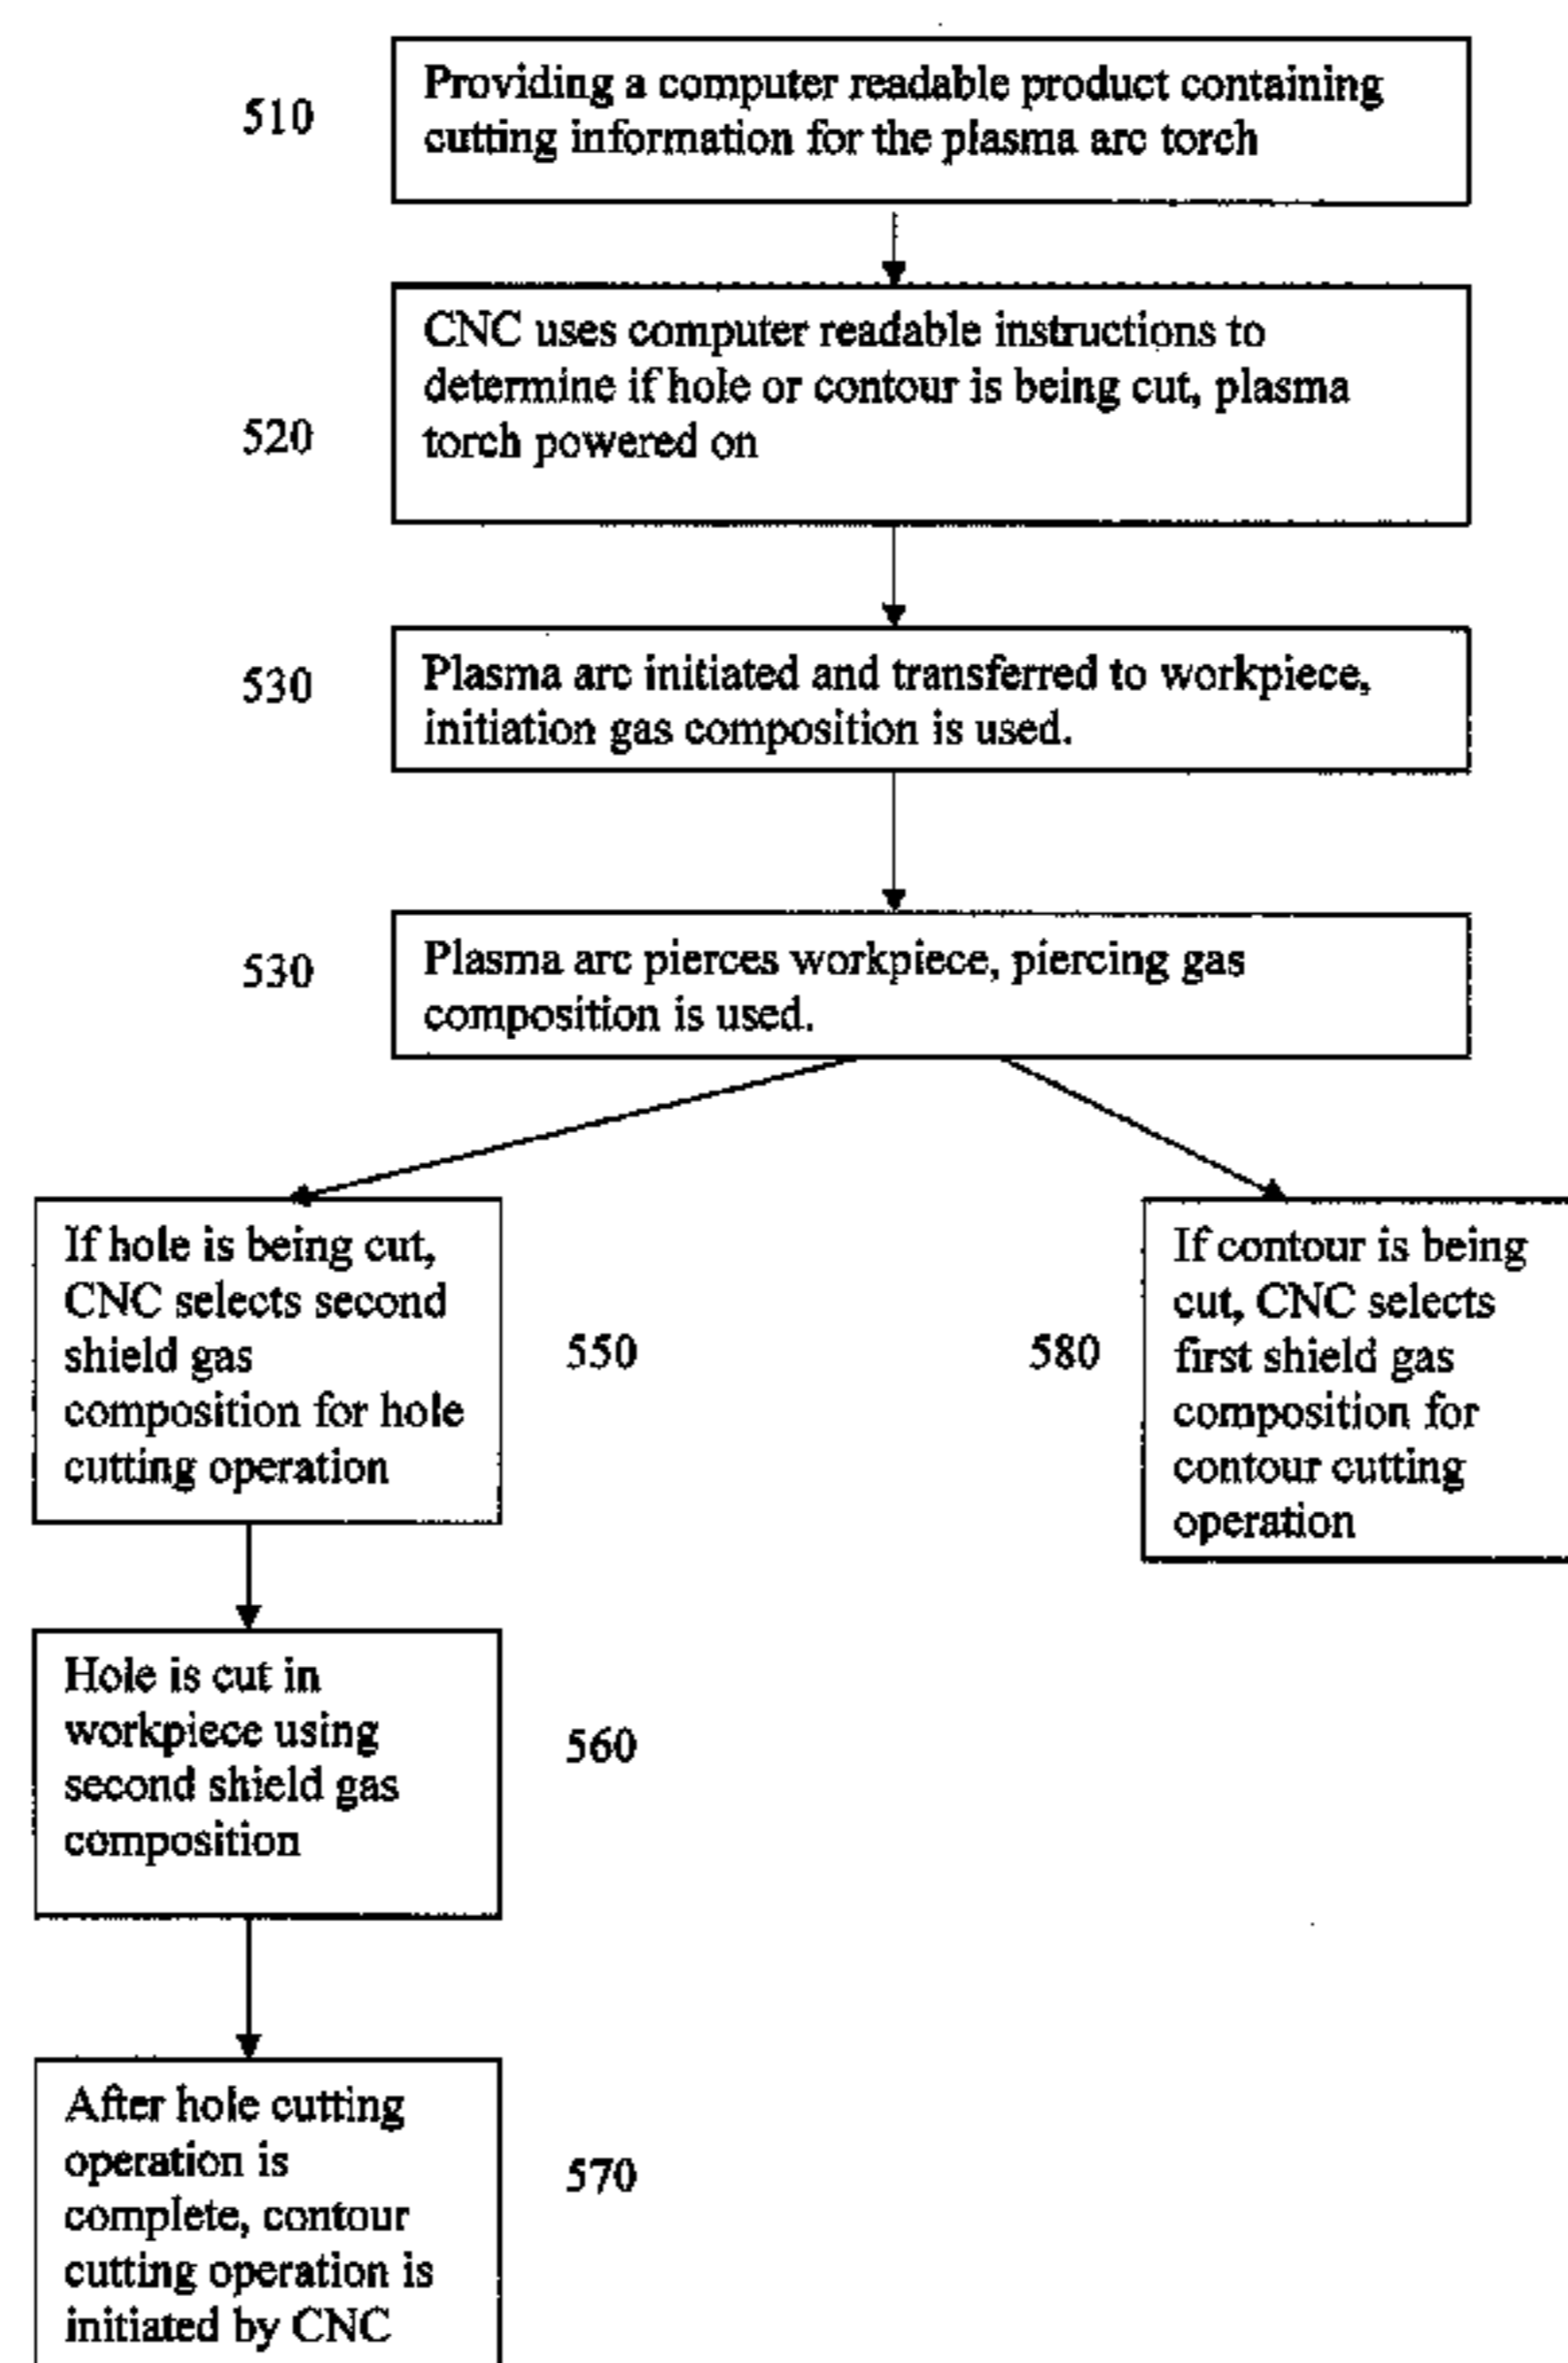 510
Providing a computer readable product containing
cutting information for the plasma arc torch
520
CNC uses computer readable instructions to
determine if hole or contour is being cut, plasma
torch powered on
530
Plasma arc initiated and transferred to workpiece,
initiation gas composition is used.
530
Plasma arc pierces workpiece, piercing gas
composition is used.
If hole is being cut,
CNC selects second
shield gas
composition for hole
cutting operation
550
580
If contour is being
cut, CNC selects
first shield gas
composition for
contour cutting
operation
Hole is cut in
workpiece using
second shield gas
composition
560
After hole cutting
operation is
complete, contour
cutting operation is
initiated by CNC
570